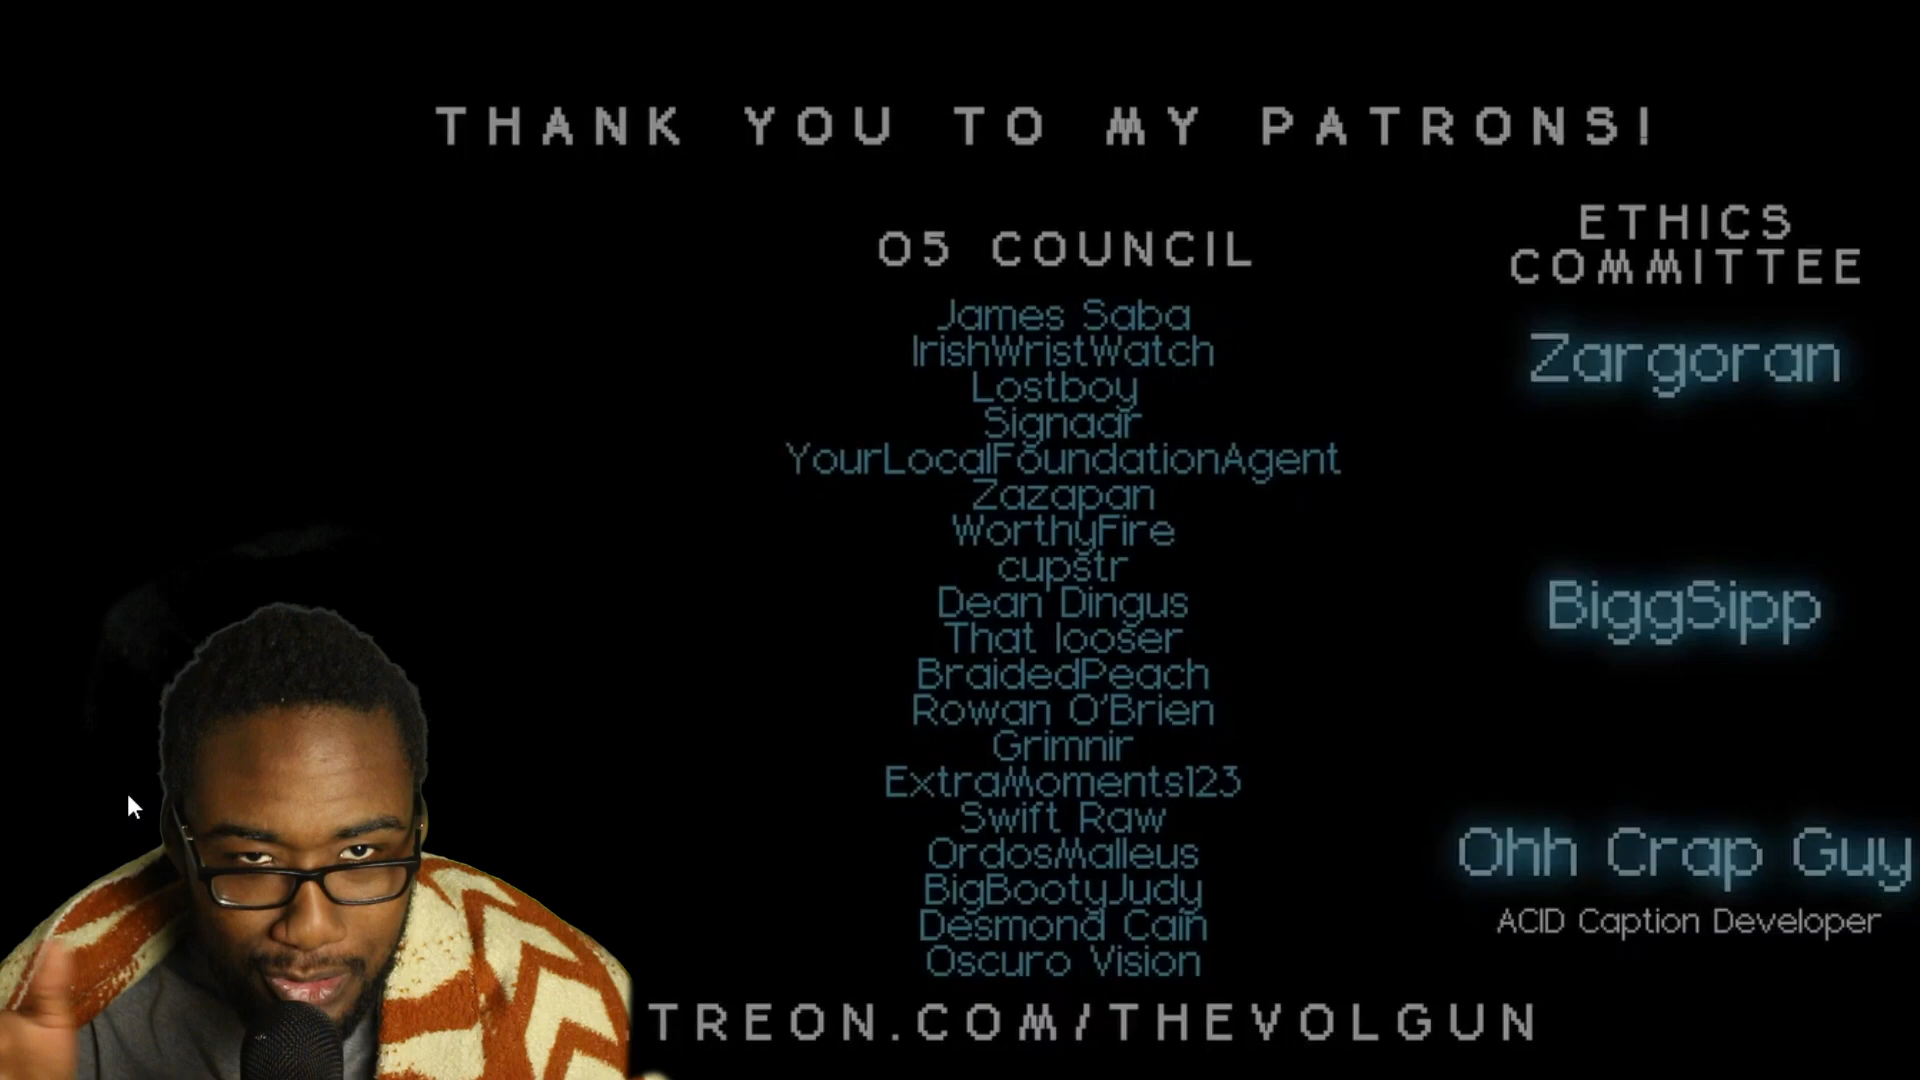 THANK YOU TO MY PATRONS!
O5 COUNCIL
James Saba
IrishWristWatch
Lostboy
Signaar
YourLocalFoundationAgent
Zazapan
WorthyFire
cupstr
Dean Dingus
That looser
BraidedPeach
Rowan O'Brien
Grimnir
ExtraMoments123
Swift Raw
OrdosMalleus
BigBootyJudy
Desmond Cain
Oscuro Vision
ETHICS
COMMITTEE
Zargoran
BiggSipp
Ohh Crap Guy
ACID Caption Developer
TREON.COM/THEVOLGUN